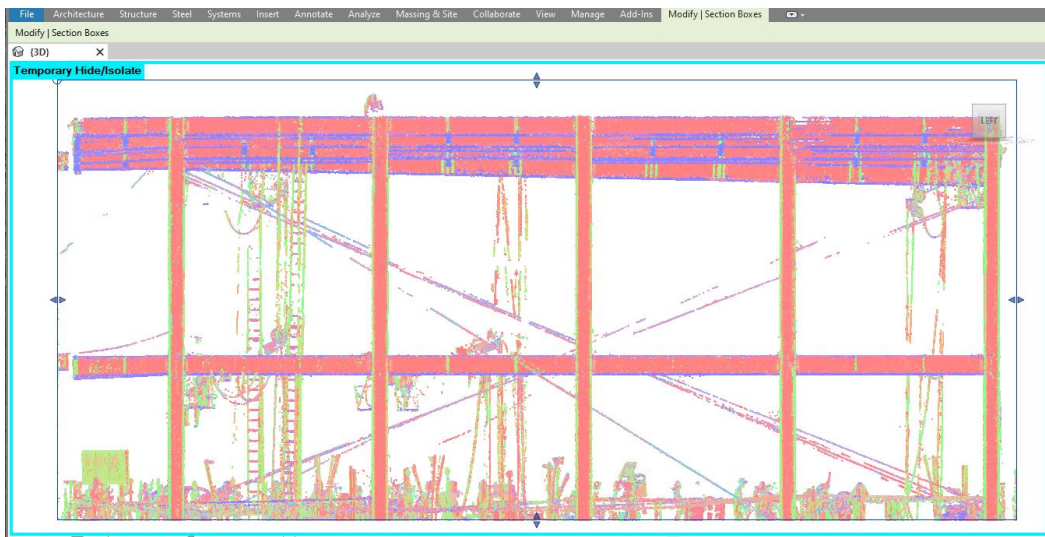 File Architecture Structure Steel Systems Insert Annotate Analyze Massing & Site Collaborate View Manage Add-Ins Modify | Section Boxes
Modify | Section Boxes
{3D} X
Temporary Hide/Isolate
LEFT